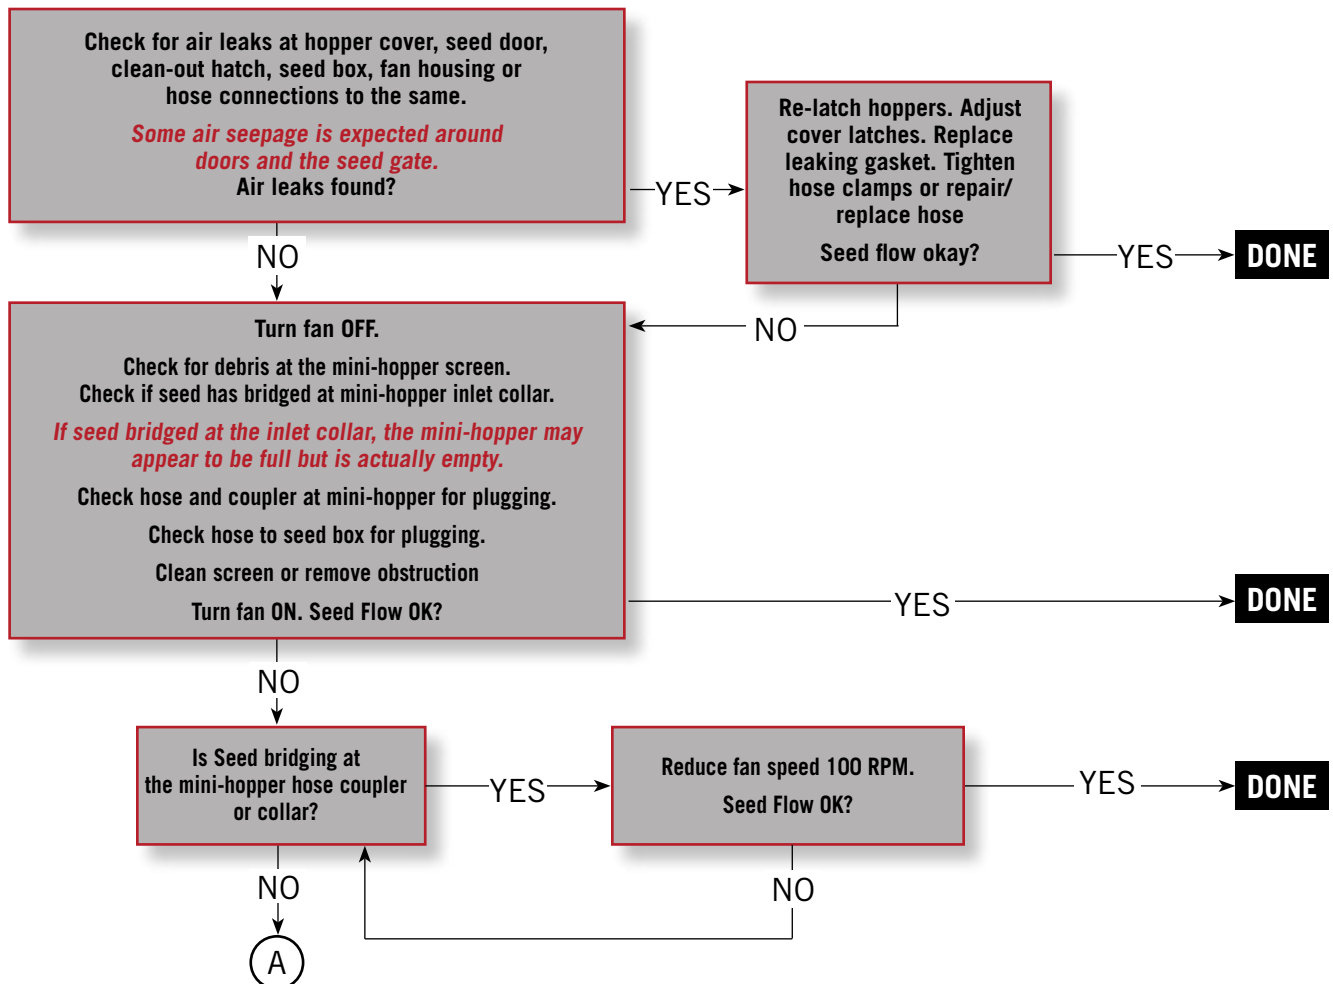 Check for air leaks at hopper cover, seed door,
clean-out hatch, seed box, fan housing or
hose connections to the same.
Some air seepage is expected around
doors and the seed gate.
Air leaks found?
YES
Re-latch hoppers. Adjust
cover latches. Replace
leaking gasket. Tighten
hose clamps or repair/
replace hose
Seed flow okay?
YES
DONE
NO
NO
Turn fan OFF.
Check for debris at the mini-hopper screen.
Check if seed has bridged at mini-hopper inlet collar.
If seed bridged at the inlet collar, the mini-hopper may
appear to be full but is actually empty.
Check hose and coupler at mini-hopper for plugging.
Check hose to seed box for plugging.
Clean screen or remove obstruction
Turn fan ON. Seed Flow OK?
YES
DONE
NO
Is Seed bridging at
the mini-hopper hose coupler
or collar?
YES
Reduce fan speed 100 RPM.
Seed Flow OK?
YES
DONE
NO
NO
A